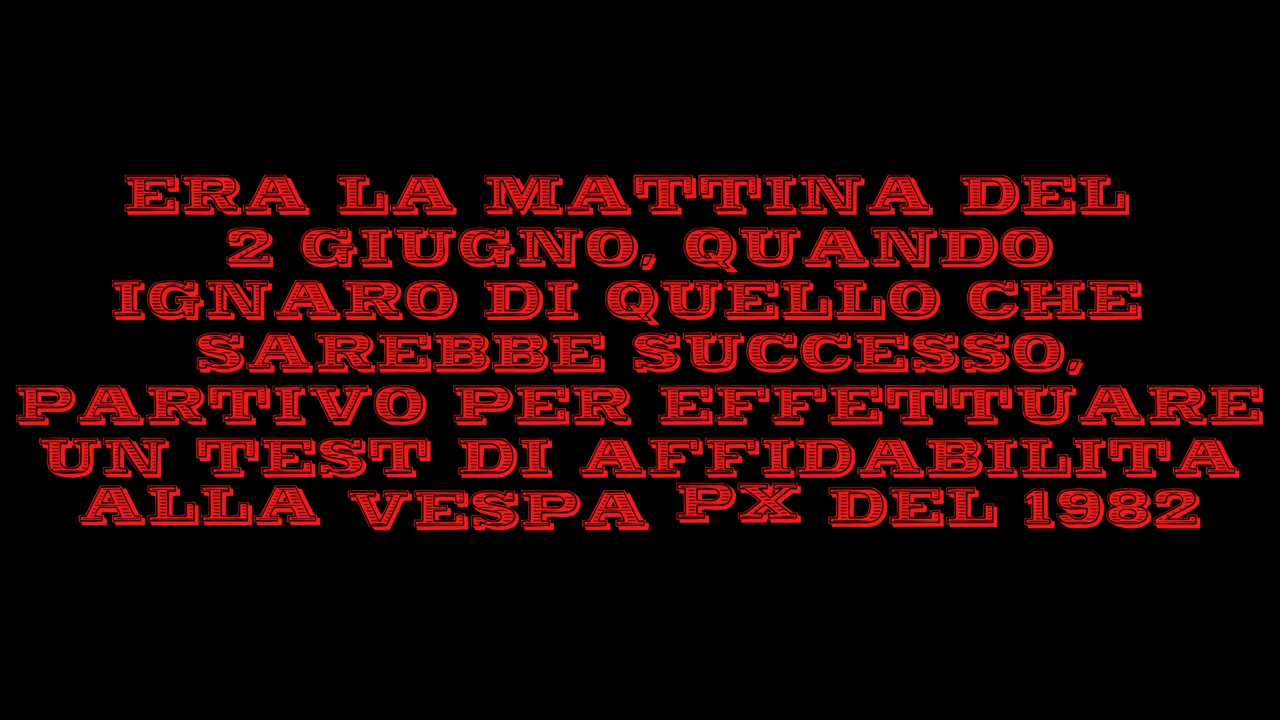 ERA LA MATTINA DEL
2 GIUGNO, QUANDO
IGNARO DI QUELLO CHE
SAREBBE SUCCESSO,
PARTIVO PER EFFETTUARE
UN TEST DI AFFIDABILITA
ALLA VESPA PX DEL 1982